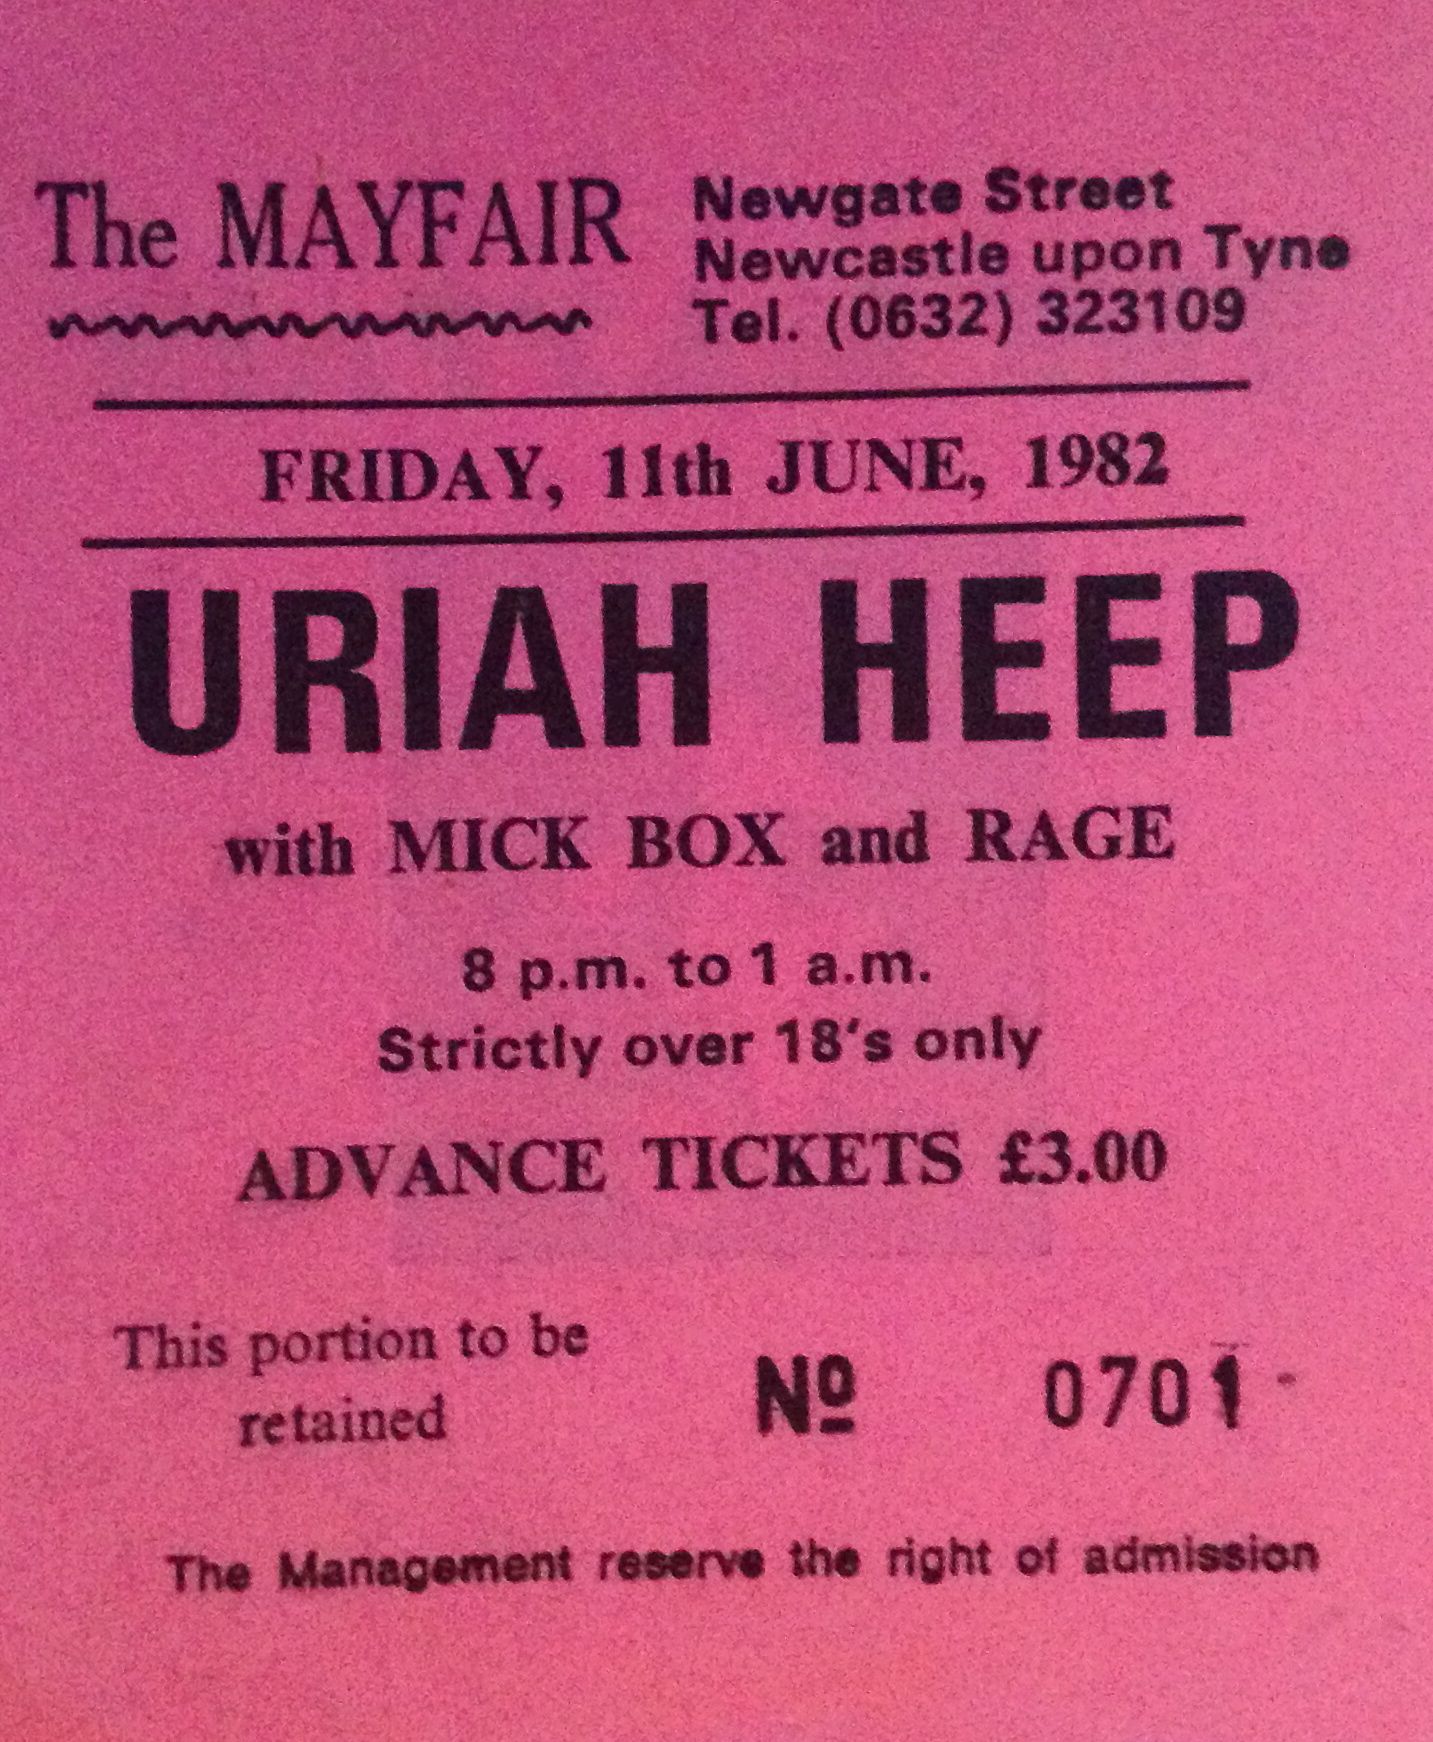 The MAYFAIR
Newgate Street
Newcastle upon Tyne
Tel. (0632) 323109
FRIDAY, 11th JUNE, 1982
URIAH HEEP
with MICK BOX and RAGE
8 p.m. to 1 a.m.
Strictly over 18's only
ADVANCE TICKETS £3.00
This portion to be
retained
Nº 0701
The Management reserve the right of admission